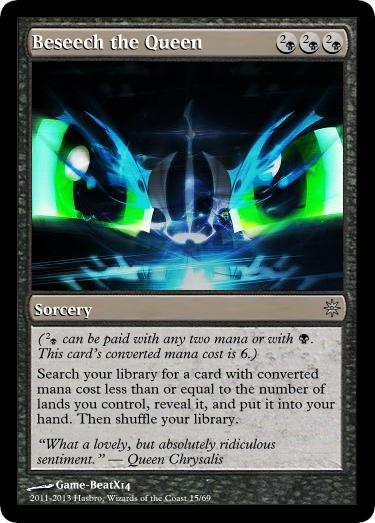 Beseech the Queen
2 2 2
Sorcery
(2 can be paid with any two mana or with .
This card's converted mana cost is 6.)
Search your library for a card with converted
mana cost less than or equal to the number of
lands you control, reveal it, and put it into your
hand. Then shuffle your library.
“What a lovely, but absolutely ridiculous
sentiment.” — Queen Chrysalis
Game-BeatX14
2011-2013 Hasbro, Wizards of the Coast 15/69